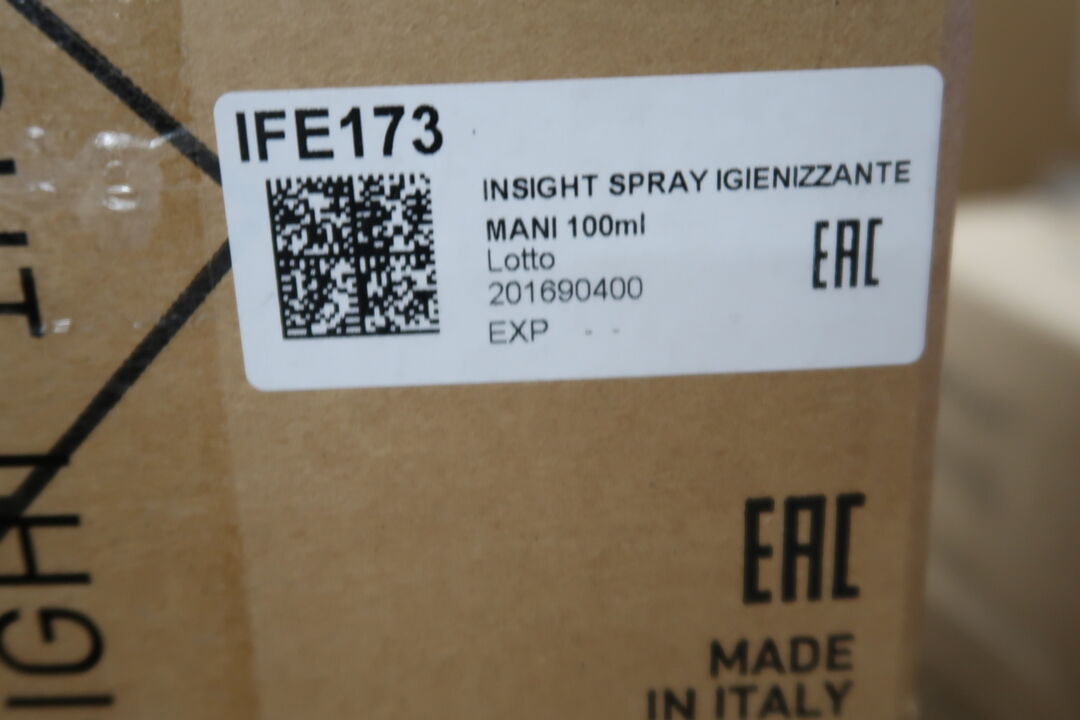 IFE173
INSIGHT SPRAY IGIENIZZANTE
MANI 100ml
Lotto
201690400
EXP - -
EAC
EAC
MADE
IN ITALY